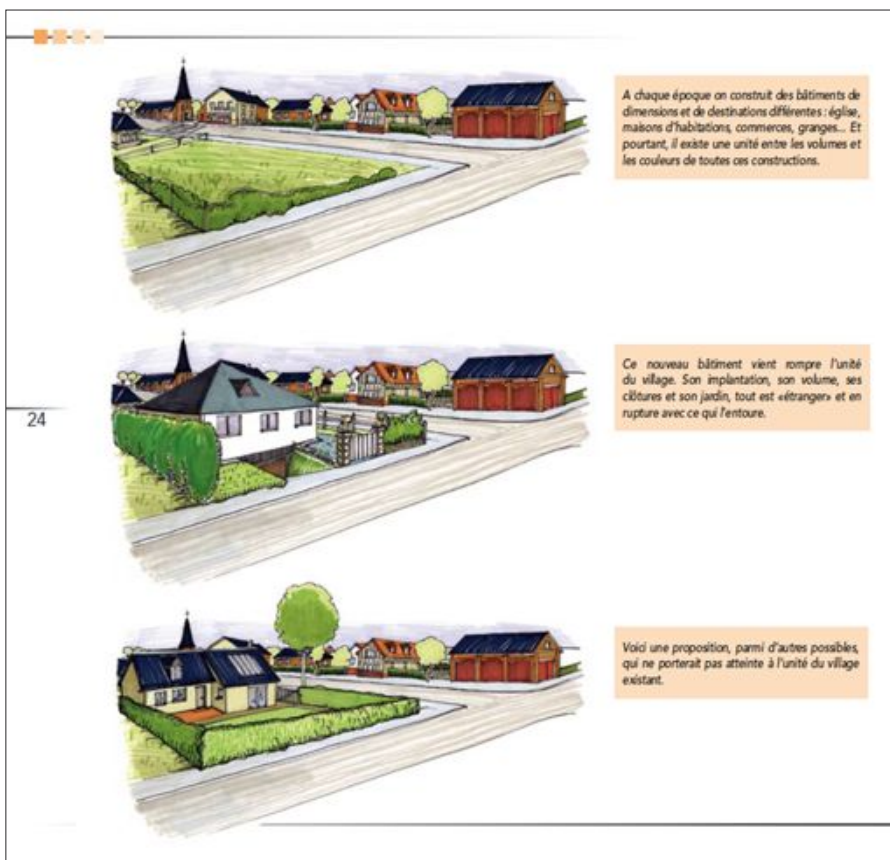 A chaque époque on construit des bâtiments de
dimensions et de destinations différentes : église,
maisons d'habitations, commerces, granges... Et
pourtant, il existe une unité entre les volumes et
les couleurs de toutes ces constructions.
Ce nouveau bâtiment vient rompre l'unité
du village. Son implantation, son volume, ses
clôtures et son jardin, tout est «étranger» et en
rupture avec ce qui l'entoure.
24
Voici une proposition, parmi d'autres possibles,
qui ne porterait pas atteinte à l'unité du village
existant.